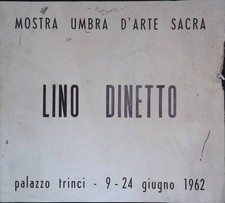 MOSTRA UMBRA D'ARTE SACRA
LINO DINETTO
palazzo trinci - 9-24 giugno 1962